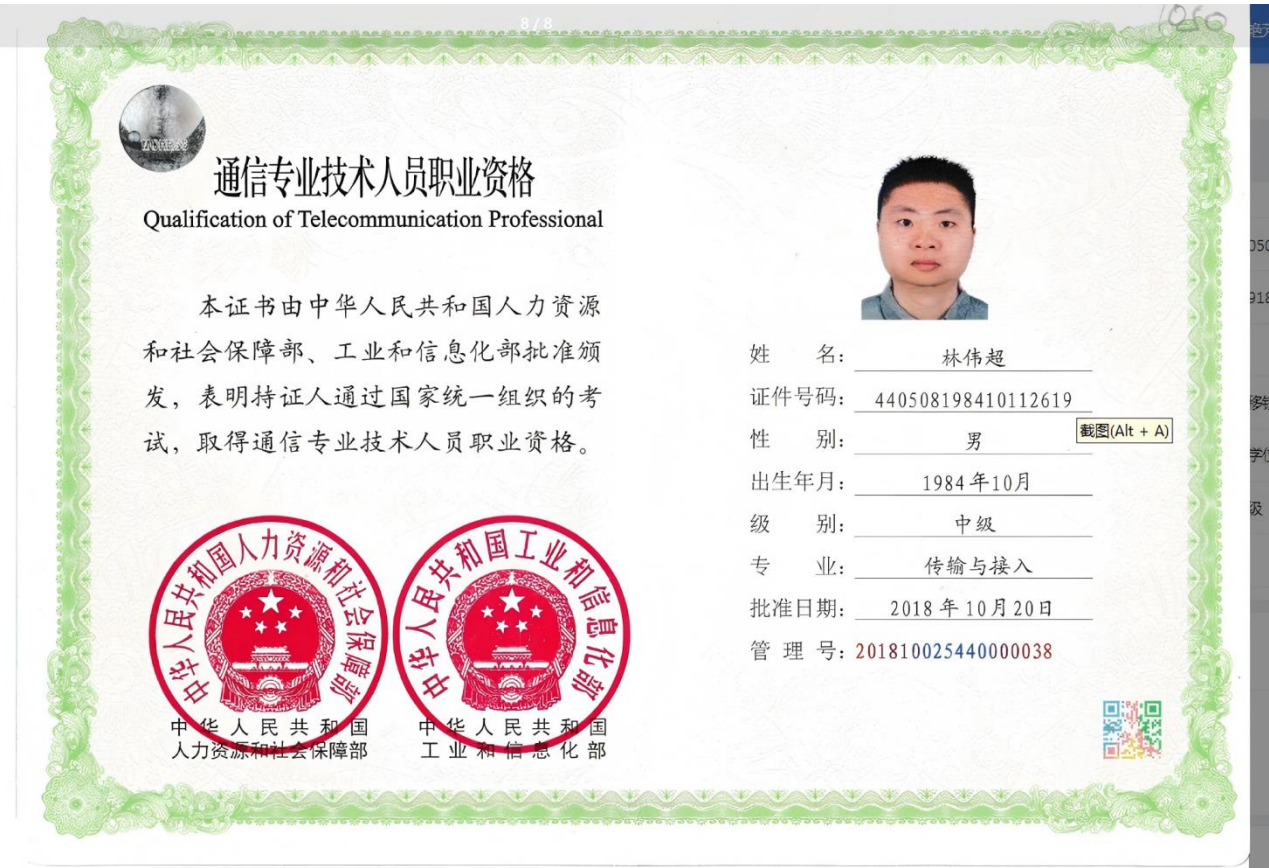 8 / 8
1050
通信专业技术人员职业资格
Qualification of Telecommunication Professional
本证书由中华人民共和国人力资源
和社会保障部、工业和信息化部批准颁
发，表明持证人通过国家统一组织的考
试，取得通信专业技术人员职业资格。
中华人民共和国人力资源和社会保障部
中华人民共和国工业和信息化部
中华人民共和国
人力资源和社会保障部
中华人民共和国
工业和信息化部
姓 名： 林伟超
证件号码： 440508198410112619
性 别： 男
出生年月： 1984年10月
级 别： 中级
专 业： 传输与接入
批准日期： 2018年10月20日
管 理 号: 201810025440000038
截图(Alt + A)
050
918
学位
级